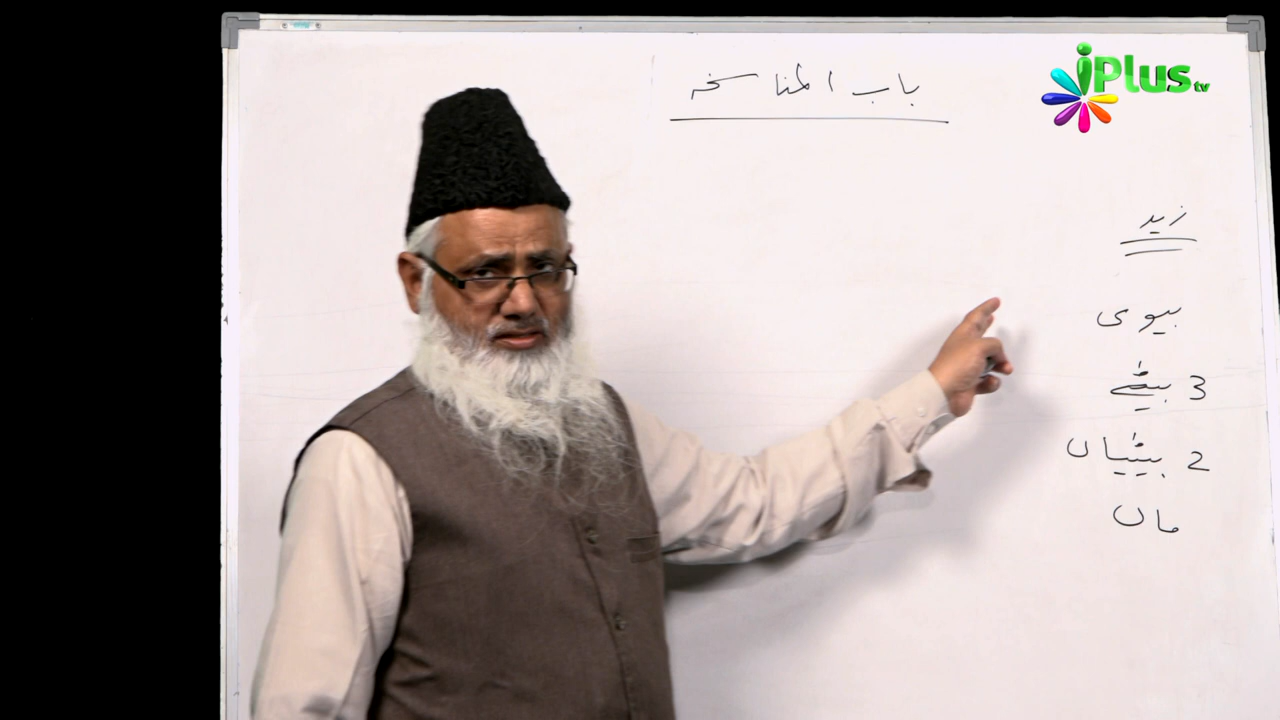 باب المناسخہ
iPlus tv
زید
بیوی
3 بیٹے
2 بیٹیاں
ماں